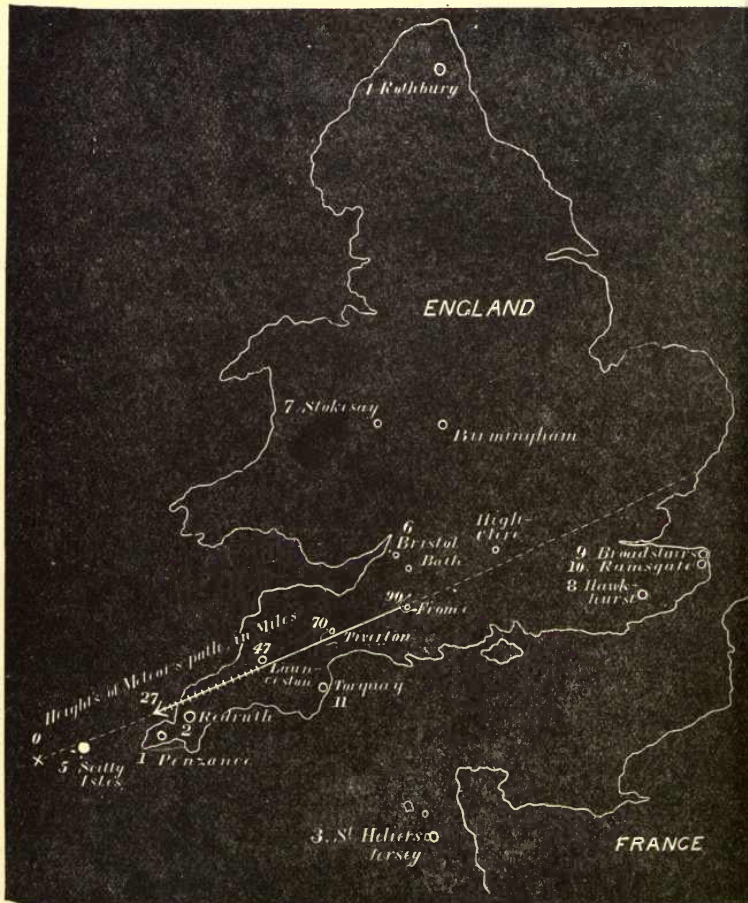 4 Rothbury
ENGLAND
7. Stokesay
Birmingham
6
Bristol
Bath
High-
clere
9 Broadstairs
10. Ramsgate
8 Hawk-
hurst
90
Frome
70
Tiverton
47
Laun-
ceston
Heights of Meteor's path, in Miles
27
Torquay
11
Redruth
2
0
5 Scilly
Isles
1 Penzance
3. St Heliers
Jersey
FRANCE